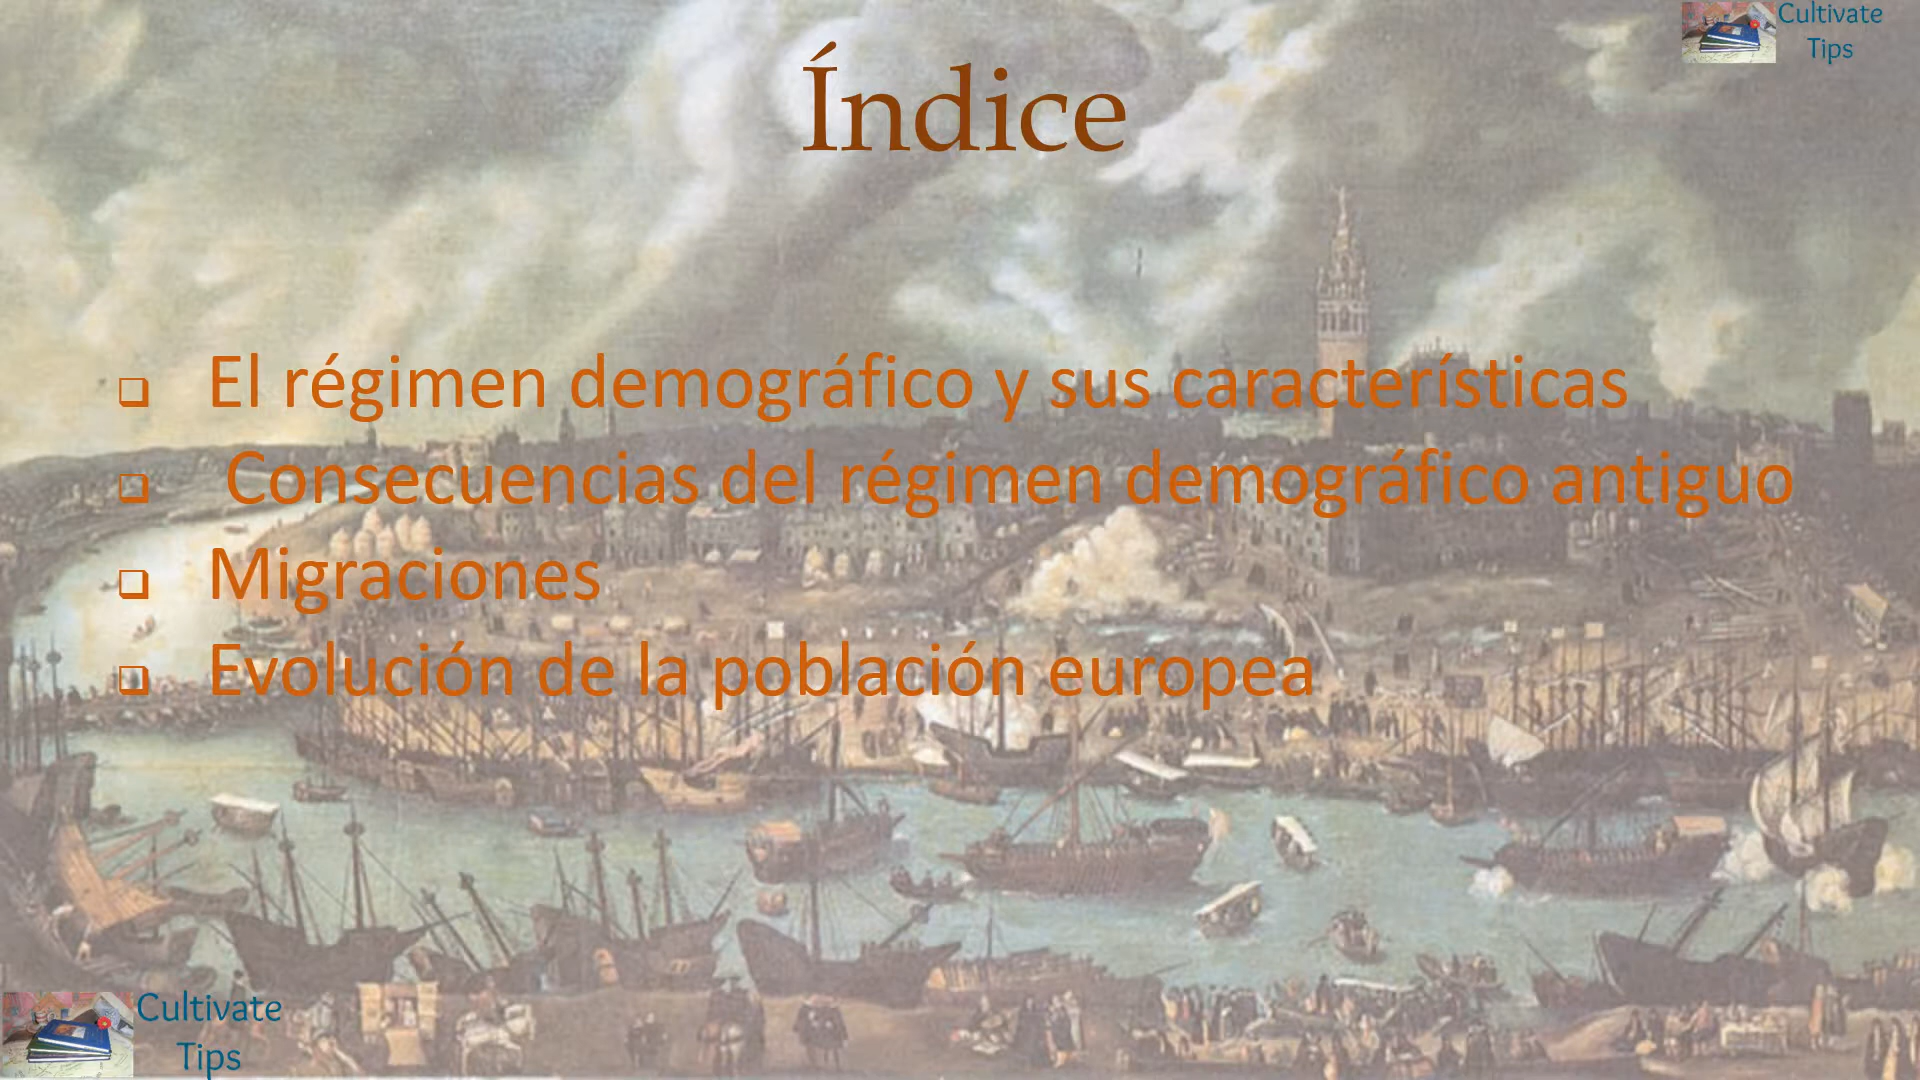 Cultivate
Tips
Índice
El régimen demográfico y sus características
Consecuencias del régimen demográfico antiguo
Migraciones
Evolución de la población europea
Cultivate
Tips